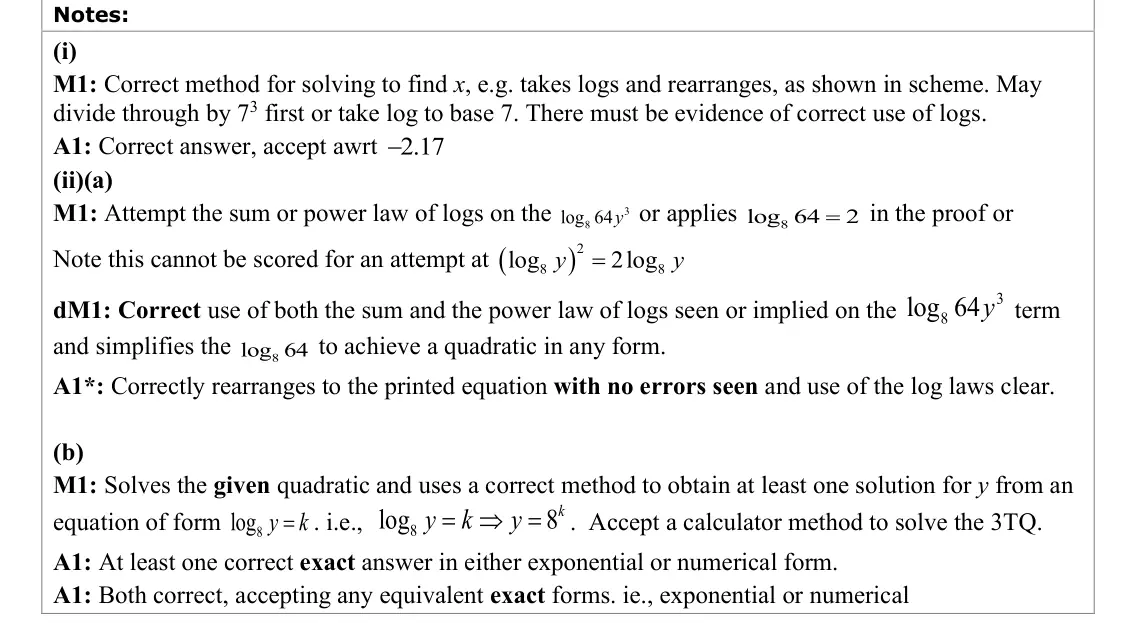 Notes:
(i)
M1: Correct method for solving to find x, e.g. takes logs and rearranges, as shown in scheme. May
divide through by 7³ first or take log to base 7. There must be evidence of correct use of logs.
A1: Correct answer, accept awrt –2.17
(ii)(a)
M1: Attempt the sum or power law of logs on the log₈ 64y³ or applies log₈ 64 = 2 in the proof or
Note this cannot be scored for an attempt at (log₈ y)² = 2 log₈ y
dM1: Correct use of both the sum and the power law of logs seen or implied on the log₈ 64y³ term
and simplifies the log₈ 64 to achieve a quadratic in any form.
A1*: Correctly rearranges to the printed equation with no errors seen and use of the log laws clear.
(b)
M1: Solves the given quadratic and uses a correct method to obtain at least one solution for y from an
equation of form log₈ y = k . i.e., log₈ y = k ⇒ y = 8ᵏ . Accept a calculator method to solve the 3TQ.
A1: At least one correct exact answer in either exponential or numerical form.
A1: Both correct, accepting any equivalent exact forms. ie., exponential or numerical